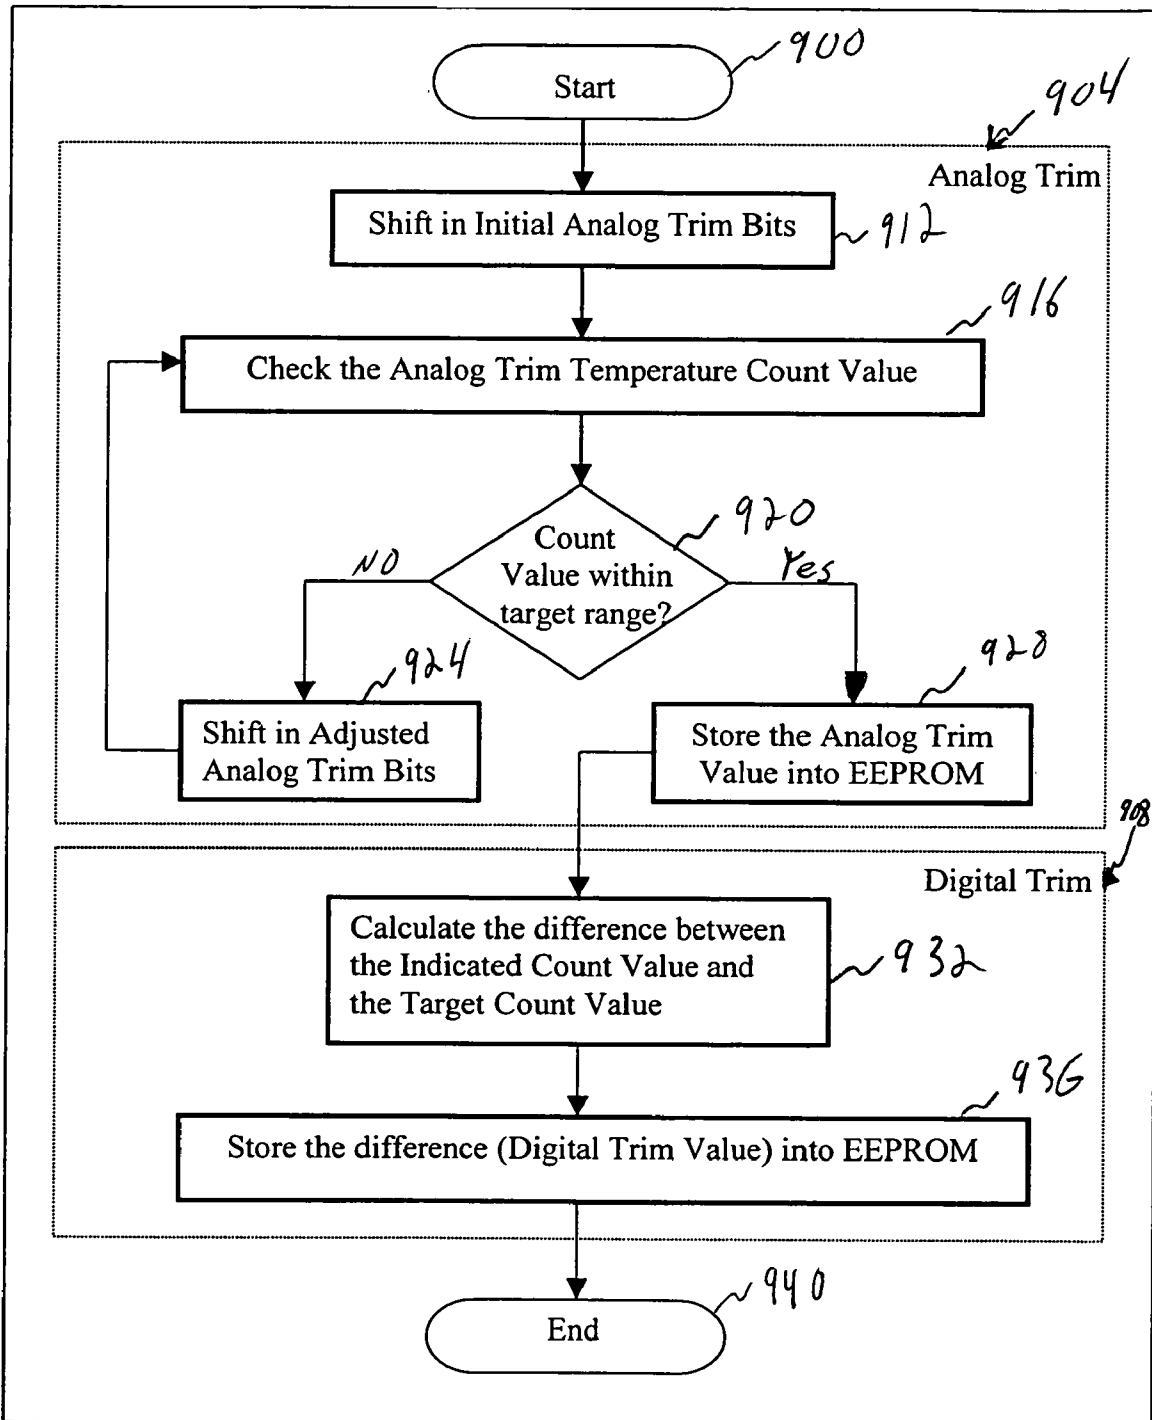 900
Start
904
Analog Trim
Shift in Initial Analog Trim Bits
912
916
Check the Analog Trim Temperature Count Value
920
Count
Value within
target range?
NO
Yes
924
928
Shift in Adjusted
Analog Trim Bits
Store the Analog Trim
Value into EEPROM
908
Digital Trim
Calculate the difference between
the Indicated Count Value and
the Target Count Value
932
936
Store the difference (Digital Trim Value) into EEPROM
940
End